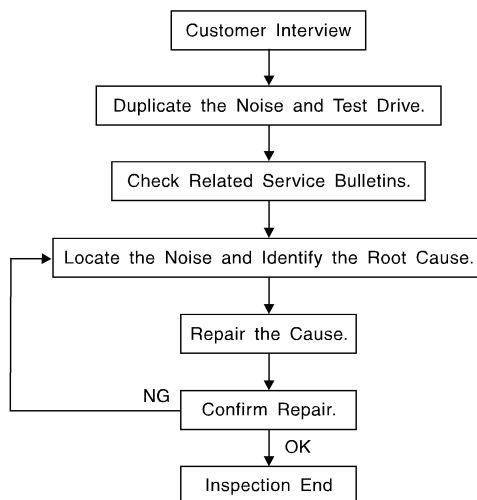 Customer Interview
Duplicate the Noise and Test Drive.
Check Related Service Bulletins.
Locate the Noise and Identify the Root Cause.
Repair the Cause.
NG
Confirm Repair.
OK
Inspection End